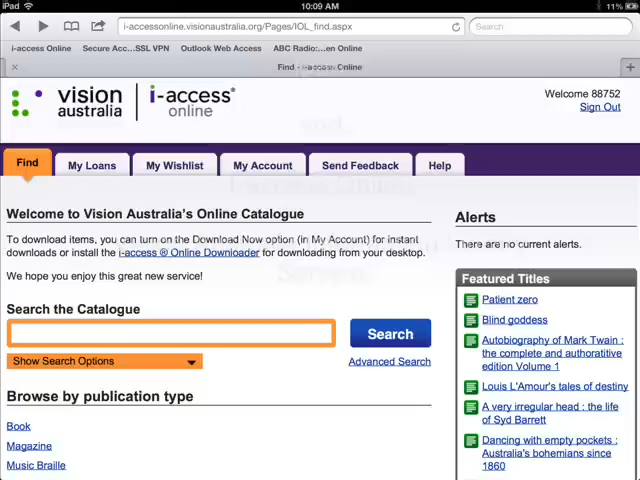 iPad
10:09 AM
11%
i-accessonline.visionaustralia.org/Pages/IOL_find.aspx
Search
i-access Online
Secure Acc...SSL VPN
Outlook Web Access
ABC Radio:...en Online
Find - i-access Online
vision australia
i-access® online
Welcome 88752
Sign Out
Find
My Loans
My Wishlist
My Account
Send Feedback
Help
Welcome to Vision Australia's Online Catalogue
To download items, you can turn on the Download Now option (in My Account) for instant
downloads or install the i-access ® Online Downloader for downloading from your desktop.
We hope you enjoy this great new service!
Search the Catalogue
Search
Show Search Options
Advanced Search
Browse by publication type
Book
Magazine
Music Braille
Alerts
There are no current alerts.
Featured Titles
Patient zero
Blind goddess
Autobiography of Mark Twain :
the complete and authoritative
edition Volume 1
Louis L'Amour's tales of destiny
A very irregular head : the life
of Syd Barrett
Dancing with empty pockets :
Australia's bohemians since
1860